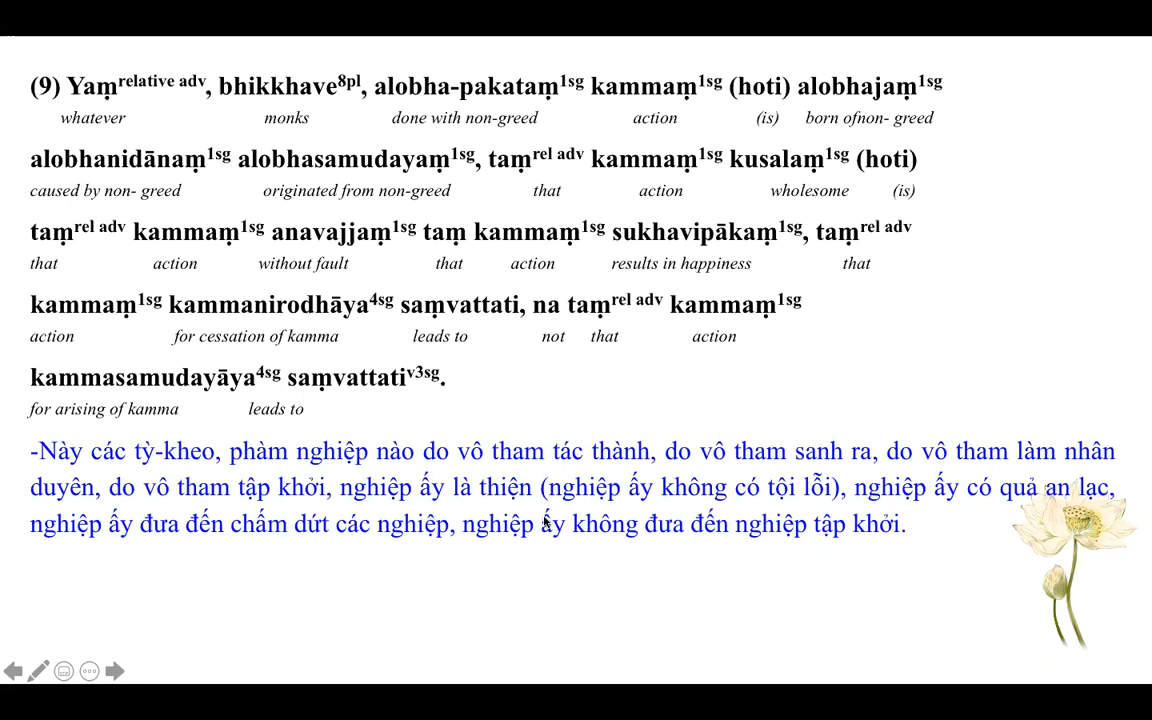 (9) Yaṃrelative adv, bhikkhave8pl, alobha-pakataṃ1sg kammaṃ1sg (hoti) alobhajaṃ1sg
whatever monks done with non-greed action (is) born ofnon- greed
alobhanidānaṃ1sg alobhasamudayaṃ1sg, taṃrel adv kammaṃ1sg kusalaṃ1sg (hoti)
caused by non- greed originated from non-greed that action wholesome (is)
taṃrel adv kammaṃ1sg anavajjaṃ1sg taṃ kammaṃ1sg sukhavipākaṃ1sg, taṃrel adv
that action without fault that action results in happiness that
kammaṃ1sg kammanirodhāya4sg saṃvattati, na taṃrel adv kammaṃ1sg
action for cessation of kamma leads to not that action
kammasamudayāya4sg saṃvattativ3sg.
for arising of kamma leads to
-Này các tỳ-kheo, phàm nghiệp nào do vô tham tác thành, do vô tham sanh ra, do vô tham làm nhân
duyên, do vô tham tập khởi, nghiệp ấy là thiện (nghiệp ấy không có tội lỗi), nghiệp ấy có quả an lạc,
nghiệp ấy đưa đến chấm dứt các nghiệp, nghiệp ấy không đưa đến nghiệp tập khởi.